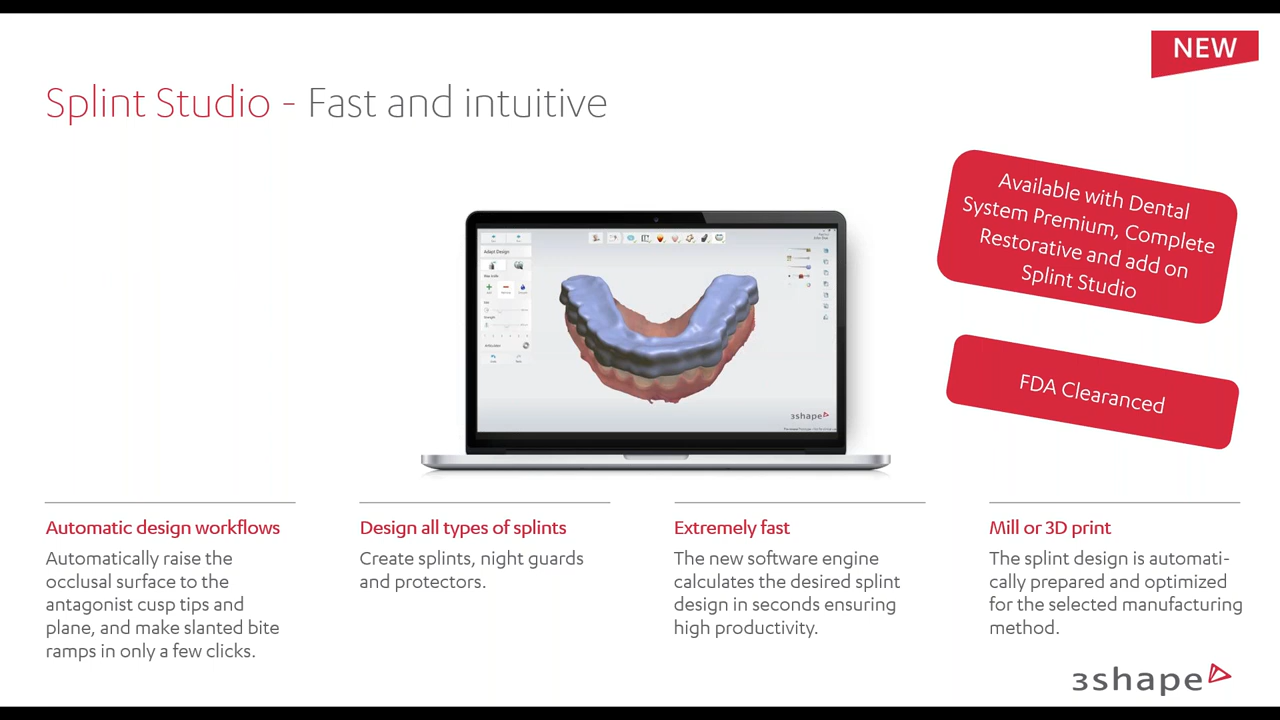 NEW
Splint Studio - Fast and intuitive
Available with Dental
System Premium, Complete
Restorative and add on
Splint Studio
FDA Clearanced
Adapt Design
3shape
Automatic design workflows
Automatically raise the
occlusal surface to the
antagonist cusp tips and
plane, and make slanted bite
ramps in only a few clicks.
Design all types of splints
Create splints, night guards
and protectors.
Extremely fast
The new software engine
calculates the desired splint
design in seconds ensuring
high productivity.
Mill or 3D print
The splint design is automati-
cally prepared and optimized
for the selected manufacturing
method.
3shape